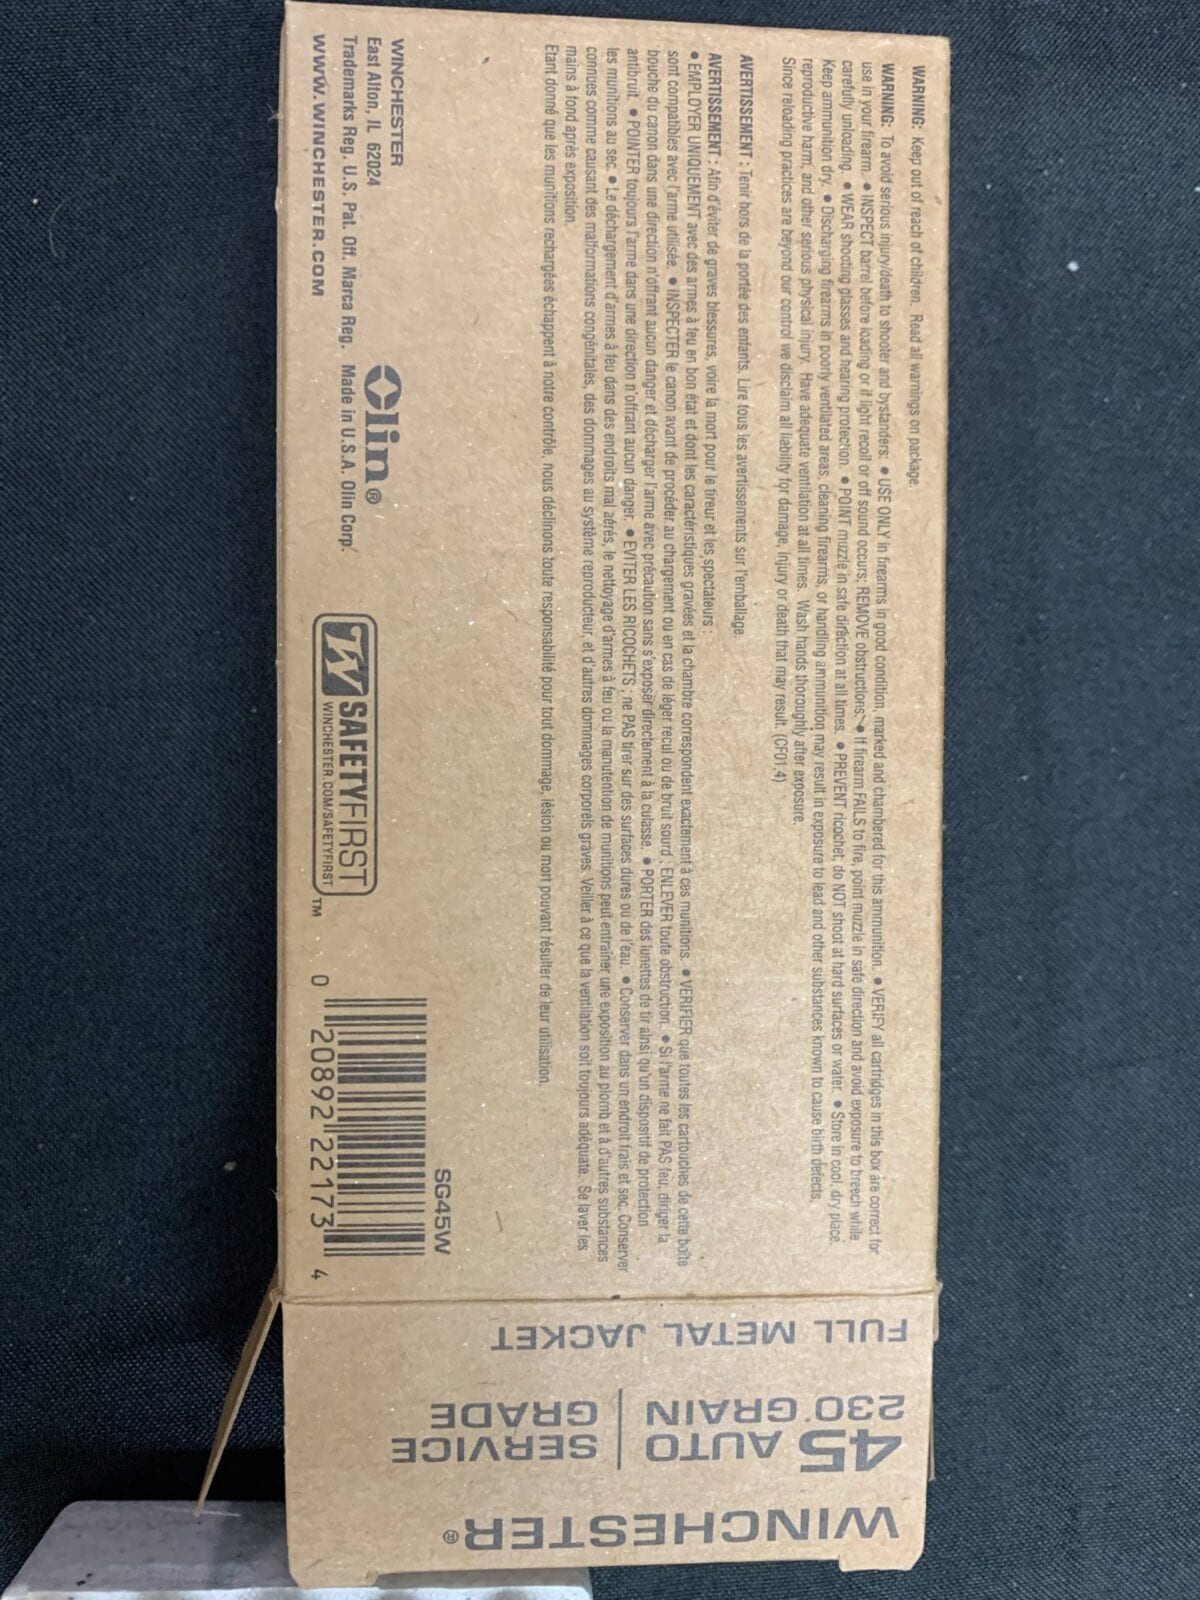 WARNING: Keep out of reach of children. Read all warnings on package.
WARNING: To avoid serious injury/death to shooter and bystanders: • USE ONLY in firearms in good condition, marked and chambered for this ammunition. • VERIFY all cartridges in this box are correct for
use in your firearm. • INSPECT barrel before loading or if light recoil or off sound occurs; REMOVE obstructions. • If firearm FAILS to fire, point muzzle in safe direction and avoid exposure to breech while
carefully unloading. • WEAR shooting glasses and hearing protection. • POINT muzzle in safe direction at all times. • PREVENT ricochet; do NOT shoot at hard surfaces or water. • Store in cool, dry place.
Keep ammunition dry. • Discharging firearms in poorly ventilated areas, cleaning firearms, or handling ammunition may result in exposure to lead and other substances known to cause birth defects,
reproductive harm, and other serious physical injury. Have adequate ventilation at all times. Wash hands thoroughly after exposure.
Since reloading practices are beyond our control we disclaim all liability for damage, injury or death that may result. (CF01.4)
AVERTISSEMENT : Tenir hors de la portée des enfants. Lire tous les avertissements sur l'emballage.
AVERTISSEMENT : Afin d'éviter de graves blessures, voire la mort pour le tireur et les spectateurs :
• EMPLOYER UNIQUEMENT avec des armes à feu en bon état et dont les caractéristiques gravées et la chambre correspondent exactement à ces munitions. • VERIFIER que toutes les cartouches de cette boîte
sont compatibles avec l'arme utilisée. • INSPECTER le canon avant de procéder au chargement ou en cas de léger recul ou de bruit sourd ; ENLEVER toute obstruction. • Si l'arme ne fait PAS feu, diriger la
bouche du canon dans une direction n'offrant aucun danger et décharger l'arme avec précaution sans s'exposer directement à la culasse. • PORTER des lunettes de tir ainsi qu'un dispositif de protection
antibruit. • POINTER toujours l'arme dans une direction n'offrant aucun danger. • EVITER LES RICOCHETS ; ne PAS tirer sur des surfaces dures ou de l'eau. • Conserver dans un endroit frais et sec. Conserver
les munitions au sec. • Le déchargement d'armes à feu dans des endroits mal aérés, le nettoyage d'armes à feu ou la manutention de munitions peut entrainer une exposition au plomb et à d'autres substances
connues comme causant des malformations congénitales, des dommages au système reproducteur, et d'autres dommages corporels graves. Veiller à ce que la ventilation soit toujours adéquate. Se laver les
mains à fond après exposition.
Etant donné que les munitions rechargées échappent à notre contrôle, nous déclinons toute responsabilité pour tout dommage, lésion ou mort pouvant résulter de leur utilisation.
WINCHESTER
East Alton, IL 62024
Trademarks Reg. U.S. Pat. Off. Marca Reg. Made in U.S.A. Olin Corp.
WWW.WINCHESTER.COM
Olin®
W SAFETYFIRST
WINCHESTER.COM/SAFETYFIRST ™
SG45W
0 20892 22173 4
WINCHESTER®
45 AUTO
230 GRAIN
SERVICE
GRADE
FULL METAL JACKET